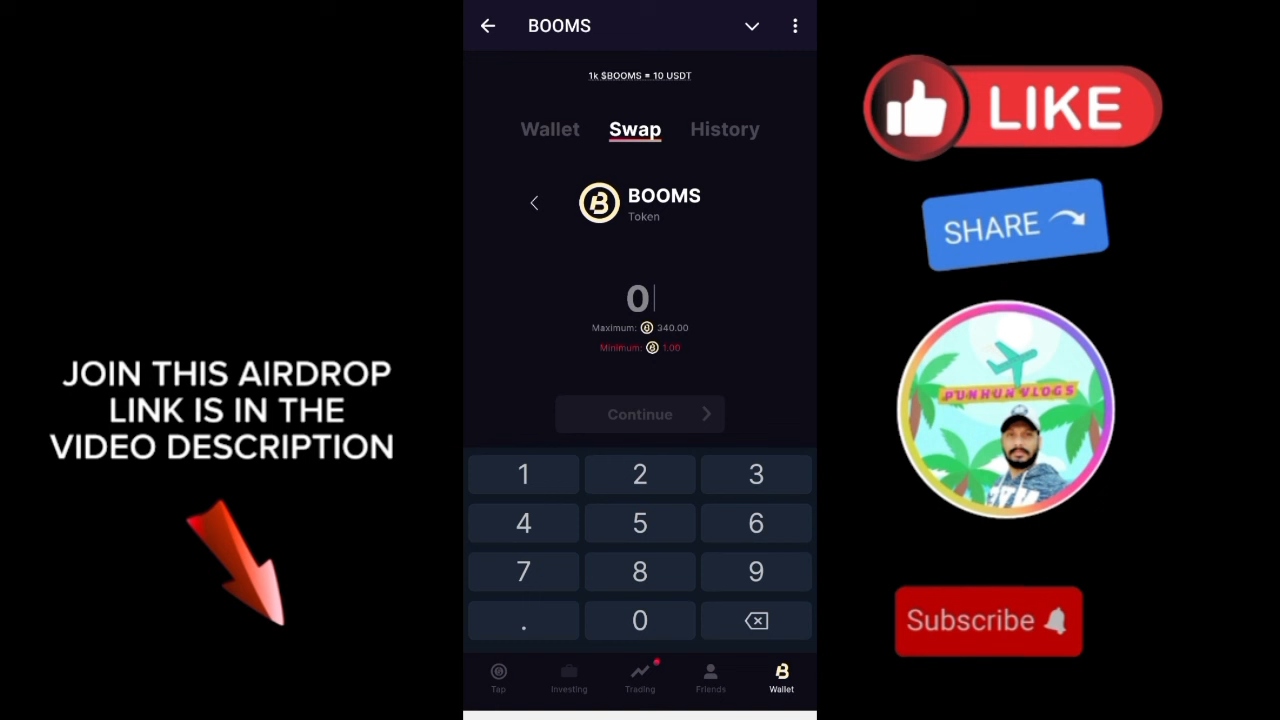 BOOMS
1k $BOOMS = 10 USDT
Wallet Swap History
BOOMS
Token
0
Maximum: 340.00
Minimum: 1.00
Continue
1 2 3
4 5 6
7 8 9
. 0
Tap Investing Trading Friends Wallet
JOIN THIS AIRDROP
LINK IS IN THE
VIDEO DESCRIPTION
LIKE
SHARE
PUNHUN VLOGS
Subscribe